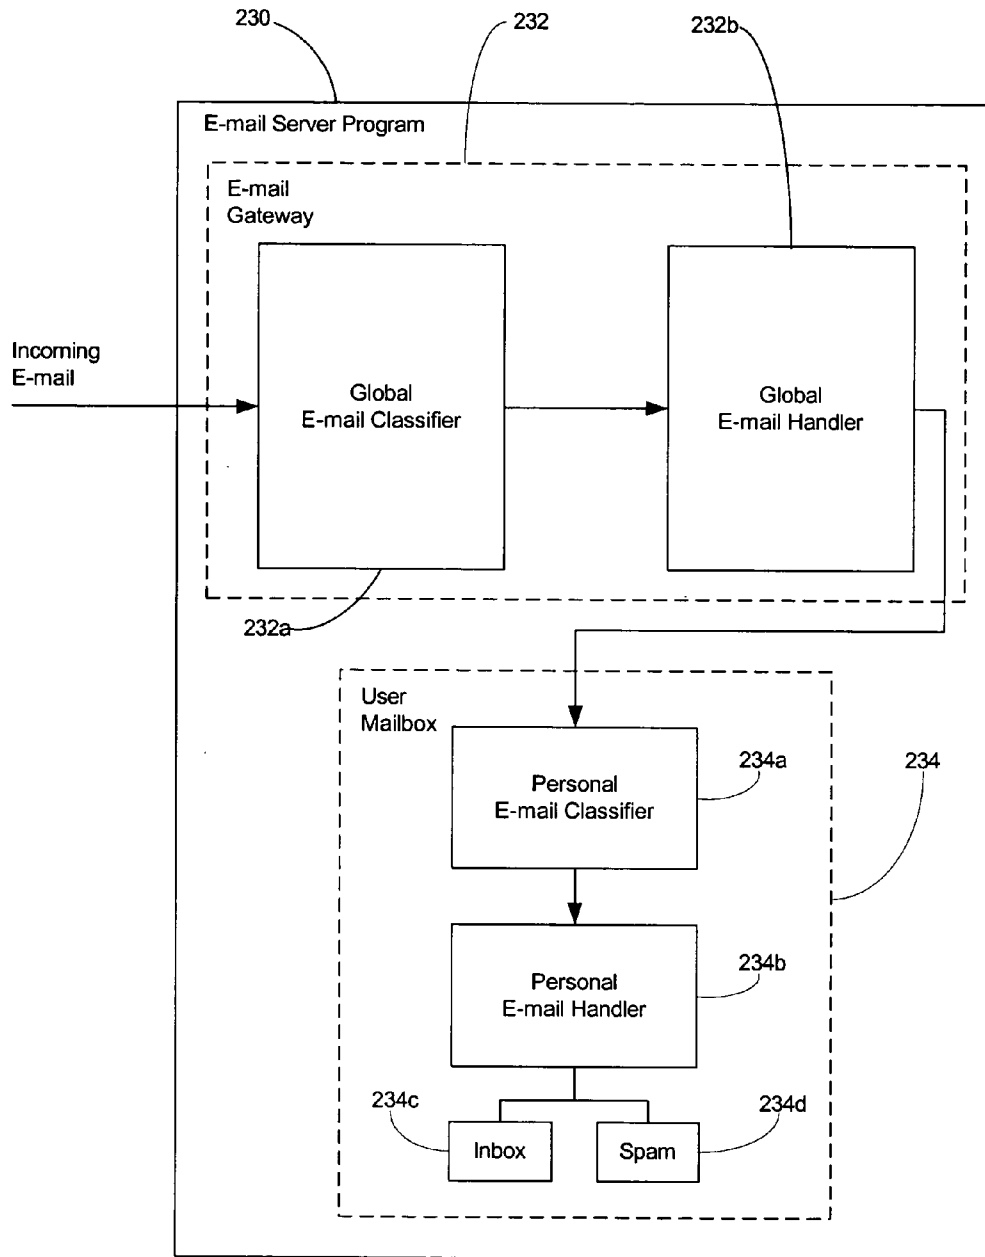 230
232
232b
E-mail Server Program
E-mail
Gateway
Incoming
E-mail
Global
E-mail Classifier
Global
E-mail Handler
232a
User
Mailbox
Personal
E-mail Classifier
234a
234
Personal
E-mail Handler
234b
234c
234d
Inbox
Spam